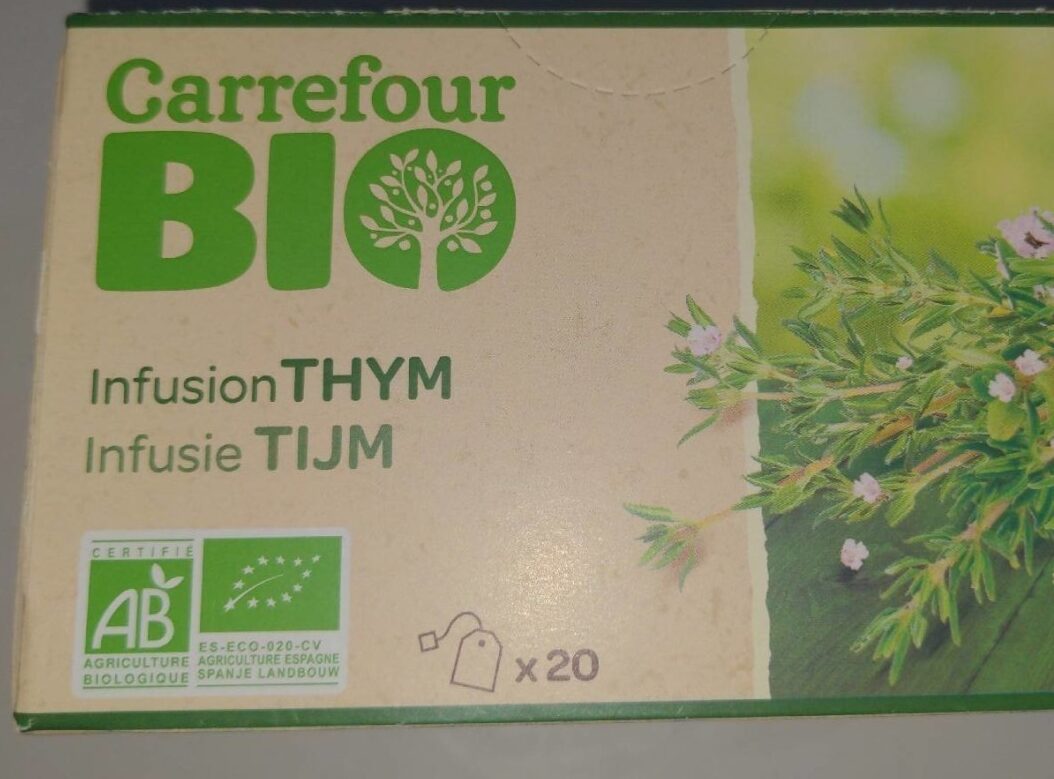 Carrefour
BIO
Infusion THYM
Infusie TIJM
CERTIFIÉ
AB
AGRICULTURE
BIOLOGIQUE
ES-ECO-020-CV
AGRICULTURE ESPAGNE
SPANJE LANDBOUW
x20